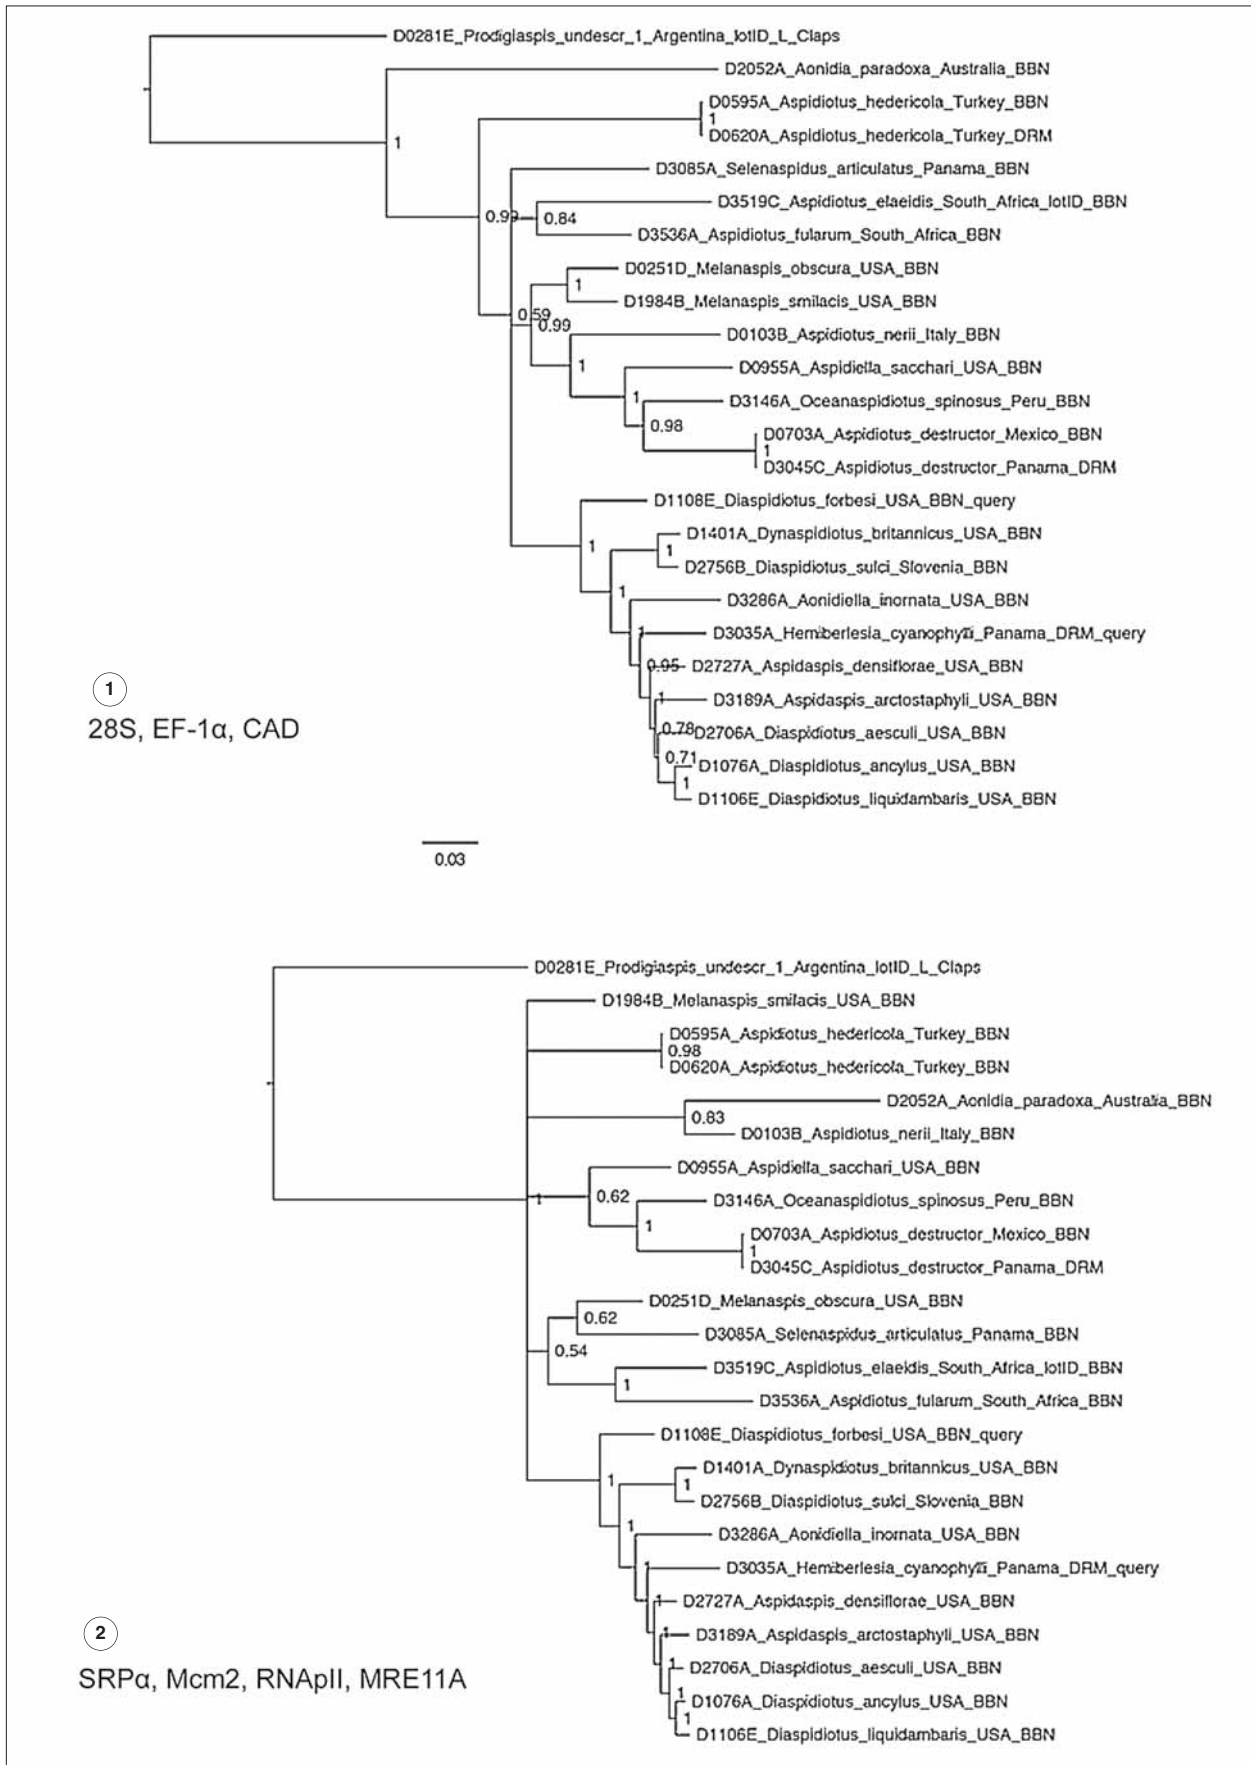 D0281E_Prodigiaspis_undescr_1_Argentina_lotID_L_Claps
D2052A_Aonidia_paradoxa_Australia_BBN
D0595A_Aspidiotus_hedericola_Turkey_BBN
1
D0620A_Aspidiotus_hedericola_Turkey_DRM
1
D3085A_Selenaspidus_articulatus_Panama_BBN
D3519C_Aspidiotus_elaeidis_South_Africa_lotID_BBN
0.99
0.84
D3536A_Aspidiotus_fularum_South_Africa_BBN
D0251D_Melanaspis_obscura_USA_BBN
1
D1984B_Melanaspis_smilacis_USA_BBN
0.59
0.99
D0103B_Aspidiotus_nerii_Italy_BBN
1
D0955A_Aspidiella_sacchari_USA_BBN
1
D3146A_Oceanaspidiotus_spinosus_Peru_BBN
0.98
D0703A_Aspidiotus_destructor_Mexico_BBN
1
D3045C_Aspidiotus_destructor_Panama_DRM
D1108E_Diaspidiotus_forbesi_USA_BBN_query
1
D1401A_Dynaspidiotus_britannicus_USA_BBN
1
D2756B_Diaspidiotus_sulci_Slovenia_BBN
1
D3286A_Aonidiella_inornata_USA_BBN
1
D3035A_Hemiberlesia_cyanophylli_Panama_DRM_query
0.95
D2727A_Aspidaspis_densiflorae_USA_BBN
1
D3189A_Aspidaspis_arctostaphyli_USA_BBN
0.78
D2706A_Diaspidiotus_aesculi_USA_BBN
0.71
D1076A_Diaspidiotus_ancylus_USA_BBN
1
D1106E_Diaspidiotus_liquidambaris_USA_BBN
1
28S, EF-1α, CAD
0.03
D0281E_Prodigiaspis_undescr_1_Argentina_lotID_L_Claps
D1984B_Melanaspis_smilacis_USA_BBN
D0595A_Aspidiotus_hedericola_Turkey_BBN
0.98
D0620A_Aspidiotus_hedericola_Turkey_BBN
D2052A_Aonidia_paradoxa_Australia_BBN
0.83
D0103B_Aspidiotus_nerii_Italy_BBN
D0955A_Aspidiella_sacchari_USA_BBN
1
0.62
D3146A_Oceanaspidiotus_spinosus_Peru_BBN
1
D0703A_Aspidiotus_destructor_Mexico_BBN
1
D3045C_Aspidiotus_destructor_Panama_DRM
D0251D_Melanaspis_obscura_USA_BBN
0.62
D3085A_Selenaspidus_articulatus_Panama_BBN
0.54
D3519C_Aspidiotus_elaeidis_South_Africa_lotID_BBN
1
D3536A_Aspidiotus_fularum_South_Africa_BBN
D1108E_Diaspidiotus_forbesi_USA_BBN_query
1
D1401A_Dynaspidiotus_britannicus_USA_BBN
1
D2756B_Diaspidiotus_sulci_Slovenia_BBN
1
D3286A_Aonidiella_inornata_USA_BBN
1
D3035A_Hemiberlesia_cyanophylli_Panama_DRM_query
1
D2727A_Aspidaspis_densiflorae_USA_BBN
1
D3189A_Aspidaspis_arctostaphyli_USA_BBN
1
D2706A_Diaspidiotus_aesculi_USA_BBN
1
D1076A_Diaspidiotus_ancylus_USA_BBN
1
D1106E_Diaspidiotus_liquidambaris_USA_BBN
2
SRPα, Mcm2, RNApII, MRE11A